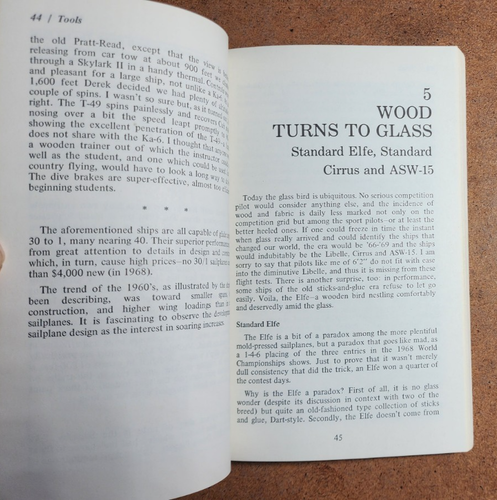 44 / Tools
the old Pratt-Read, except that the view is
releasing from car tow at about 900 feet we
through a Skylark II in a handy thermal.
and pleasant for a large ship, not unlike a Ka-6.
1,600 feet Derek decided we had plenty of
couple of spins. I wasn't so sure but, as it turned
right. The T-49 spins painlessly and recovers
nosing over a bit the speed leapt promptly
showing the excellent penetration of the T-49
does not share with the Ka-6. I thought that
a wooden trainer out of which the instructor
well as the student, and one which could be
country flying, would have to look a long way
The dive brakes are super-effective, almost too
beginning students.
* * *
The aforementioned ships are all capable of
30 to 1, many nearing 40. Their superior
from great attention to details in design and
which, in turn, cause high prices—no 30/1
than $4,000 new (in 1968).
The trend of the 1960's, as illustrated by the
been describing, was toward smaller
construction, and higher wing loadings
sailplanes. It is fascinating to observe the
sailplane design as the interest in soaring increases.
5
WOOD
TURNS TO GLASS
Standard Elfe, Standard
Cirrus and ASW-15
Today the glass bird is ubiquitous. No serious competition
pilot would consider anything else, and the incidence of
wood and fabric is daily less marked not only on the
competition grid but among the sport pilots—or at least the
better heeled ones. If one could freeze in time the instant
when glass really arrived and could identify the ships that
changed our world, the era would be '66-'69 and the ships
would indubitably be the Libelle, Cirrus and ASW-15. I am
sorry to say that pilots like me of 6'2" do not fit with ease
into the diminutive Libelle, and thus it is missing from these
flight tests. There is another surprise, too: in performance,
some ships of the old sticks-and-glue era refuse to let go
easily. Voila, the Elfe—a wooden bird nestling comfortably
and deservedly amid the glass.
Standard Elfe
The Elfe is a bit of a paradox among the more plentiful
mold-pressed sailplanes, but a paradox that goes like mad, as
a 1-4-6 placing of the three entries in the 1968 World
Championships shows. Just to prove that it wasn't merely
dull consistency that did the trick, an Elfe won a quarter of
the contest days.
Why is the Elfe a paradox? First of all, it is no glass
wonder (despite its discussion in context with two of the
breed) but quite an old-fashioned type collection of sticks
and glue, Dart-style. Secondly, the Elfe doesn't come from
45